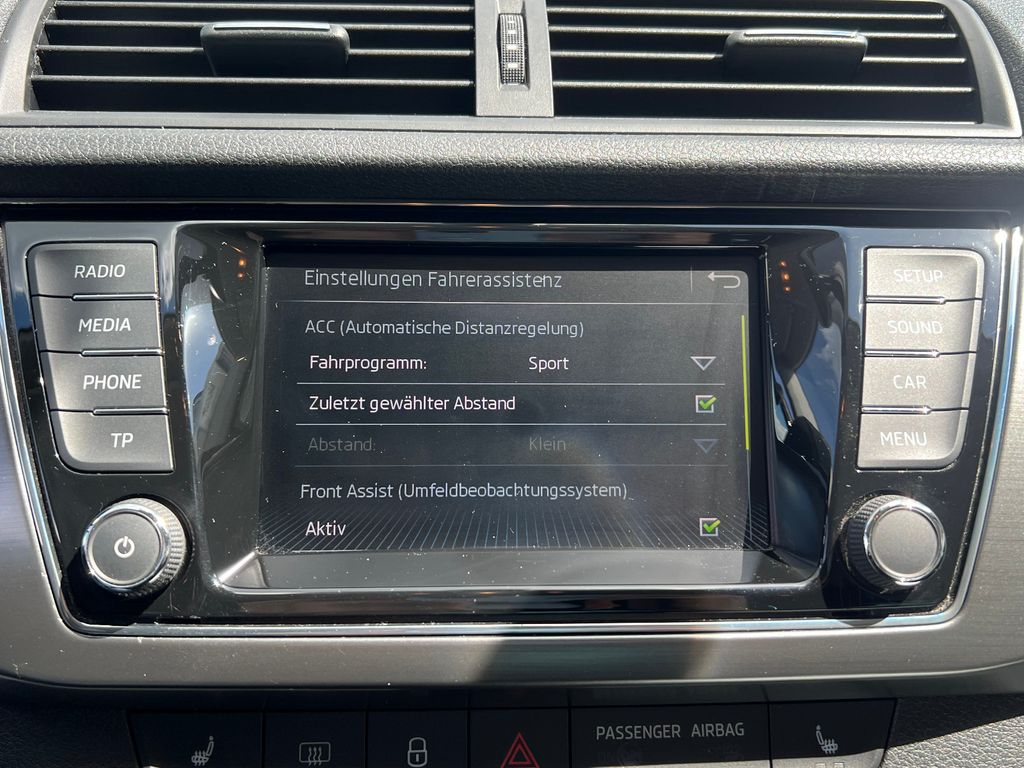 RADIO
MEDIA
PHONE
TP
Einstellungen Fahrerassistenz
ACC (Automatische Distanzregelung)
Fahrprogramm: Sport
Zuletzt gewählter Abstand
Abstand: Klein
Front Assist (Umfeldbeobachtungssystem)
Aktiv
SETUP
SOUND
CAR
MENU
PASSENGER AIRBAG